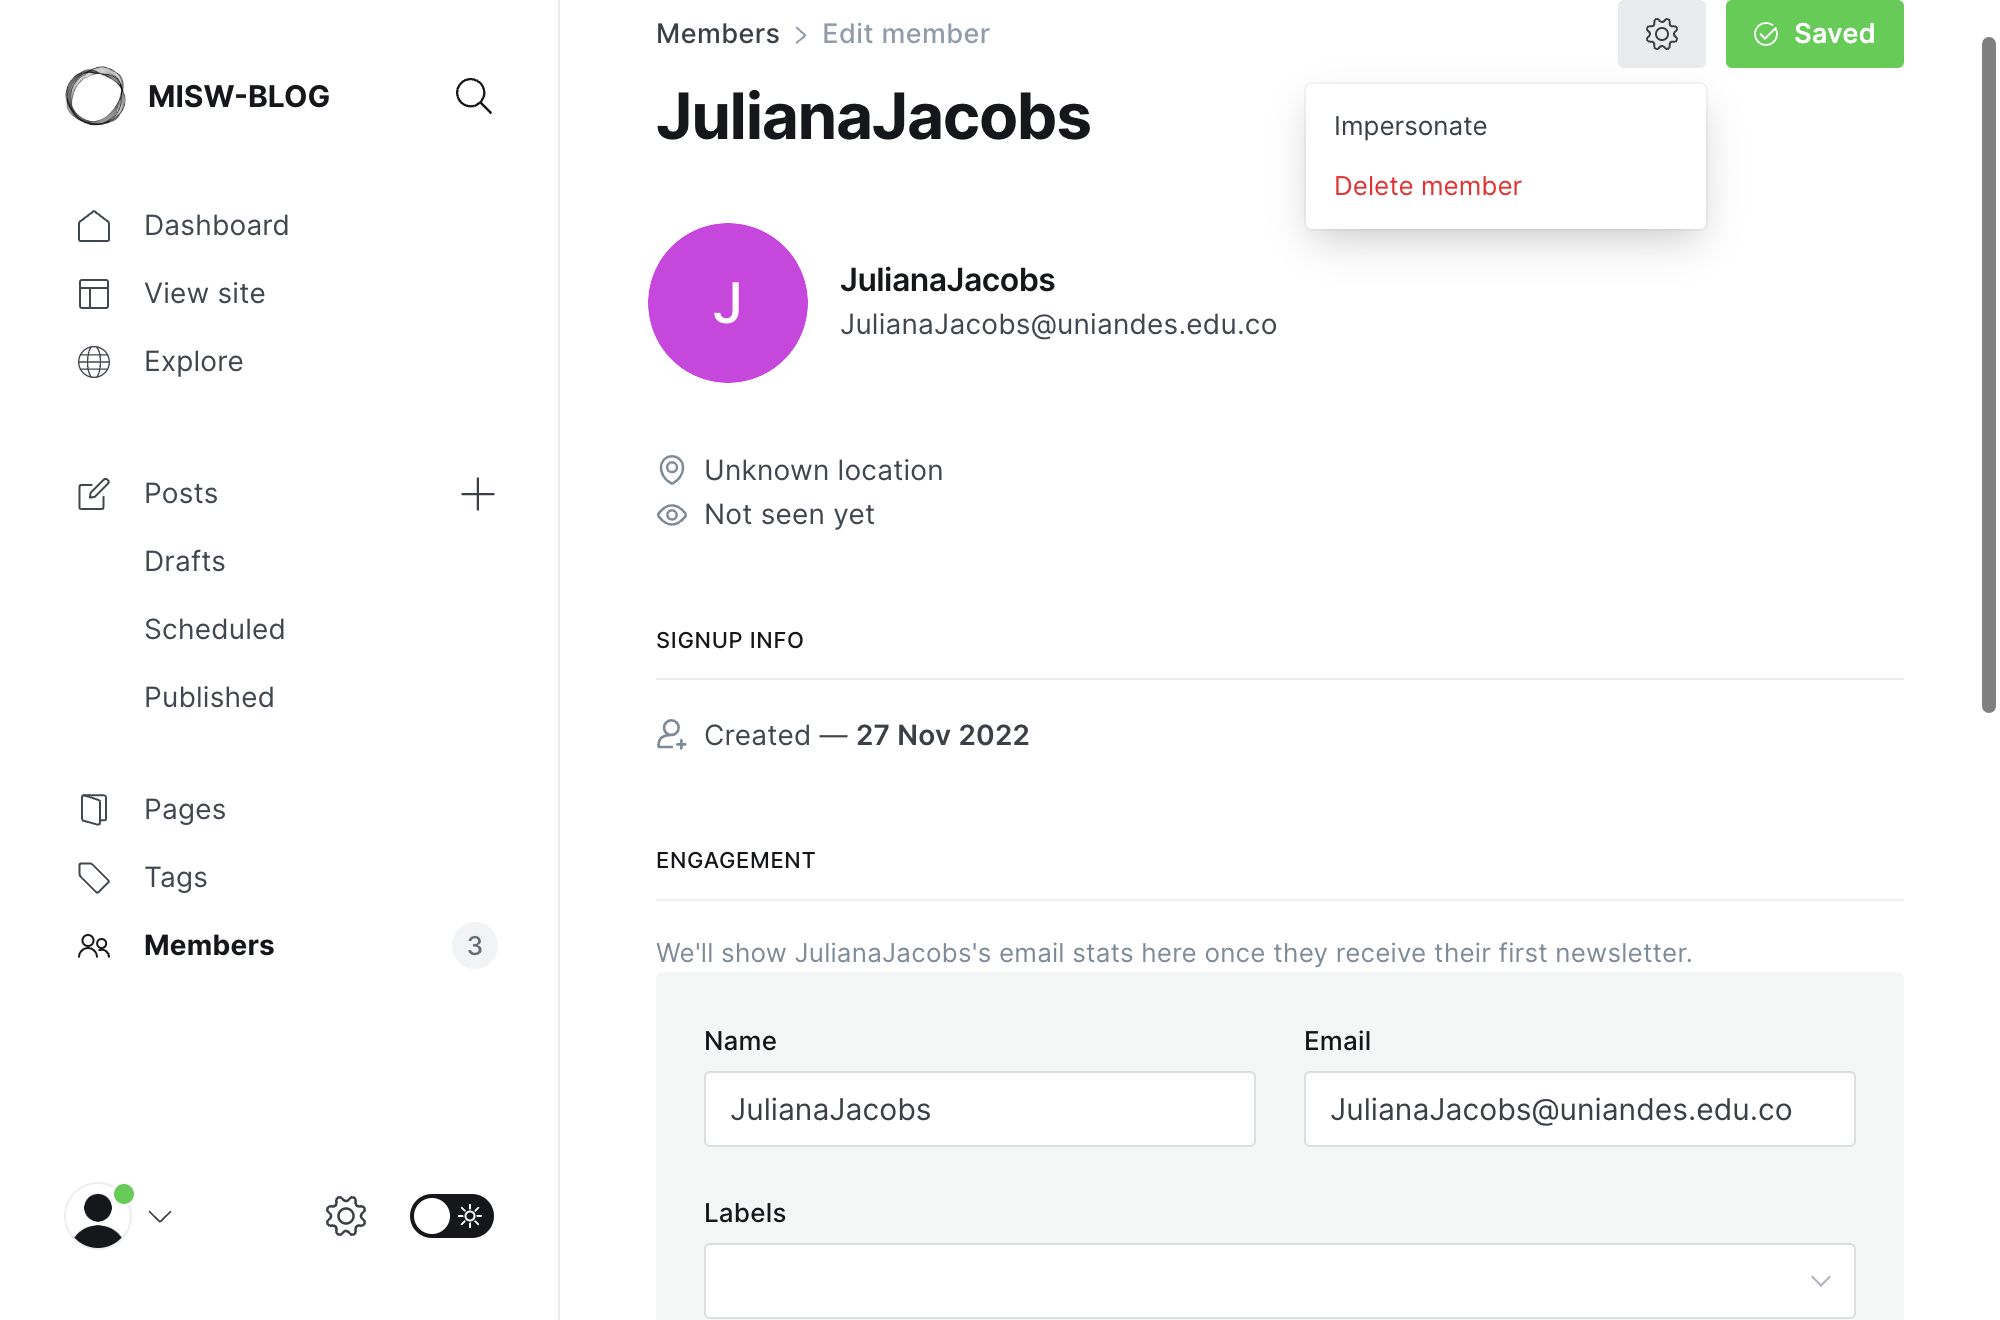 MISW-BLOG
Dashboard
View site
Explore
Posts
Drafts
Scheduled
Published
Pages
Tags
Members 3
Members > Edit member
Saved
JulianaJacobs
Impersonate
Delete member
J
JulianaJacobs
JulianaJacobs@uniandes.edu.co
Unknown location
Not seen yet
SIGNUP INFO
Created — 27 Nov 2022
ENGAGEMENT
We'll show JulianaJacobs's email stats here once they receive their first newsletter.
Name
JulianaJacobs
Email
JulianaJacobs@uniandes.edu.co
Labels